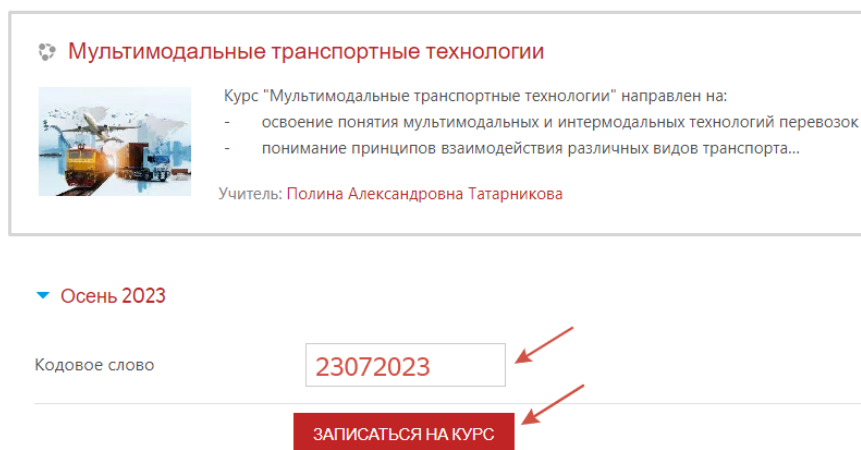 Мультимодальные транспортные технологии
Курс "Мультимодальные транспортные технологии" направлен на:
- освоение понятия мультимодальных и интермодальных технологий перевозок
- понимание принципов взаимодействия различных видов транспорта...
Учитель: Полина Александровна Татарникова
Осень 2023
Кодовое слово
23072023
ЗАПИСАТЬСЯ НА КУРС